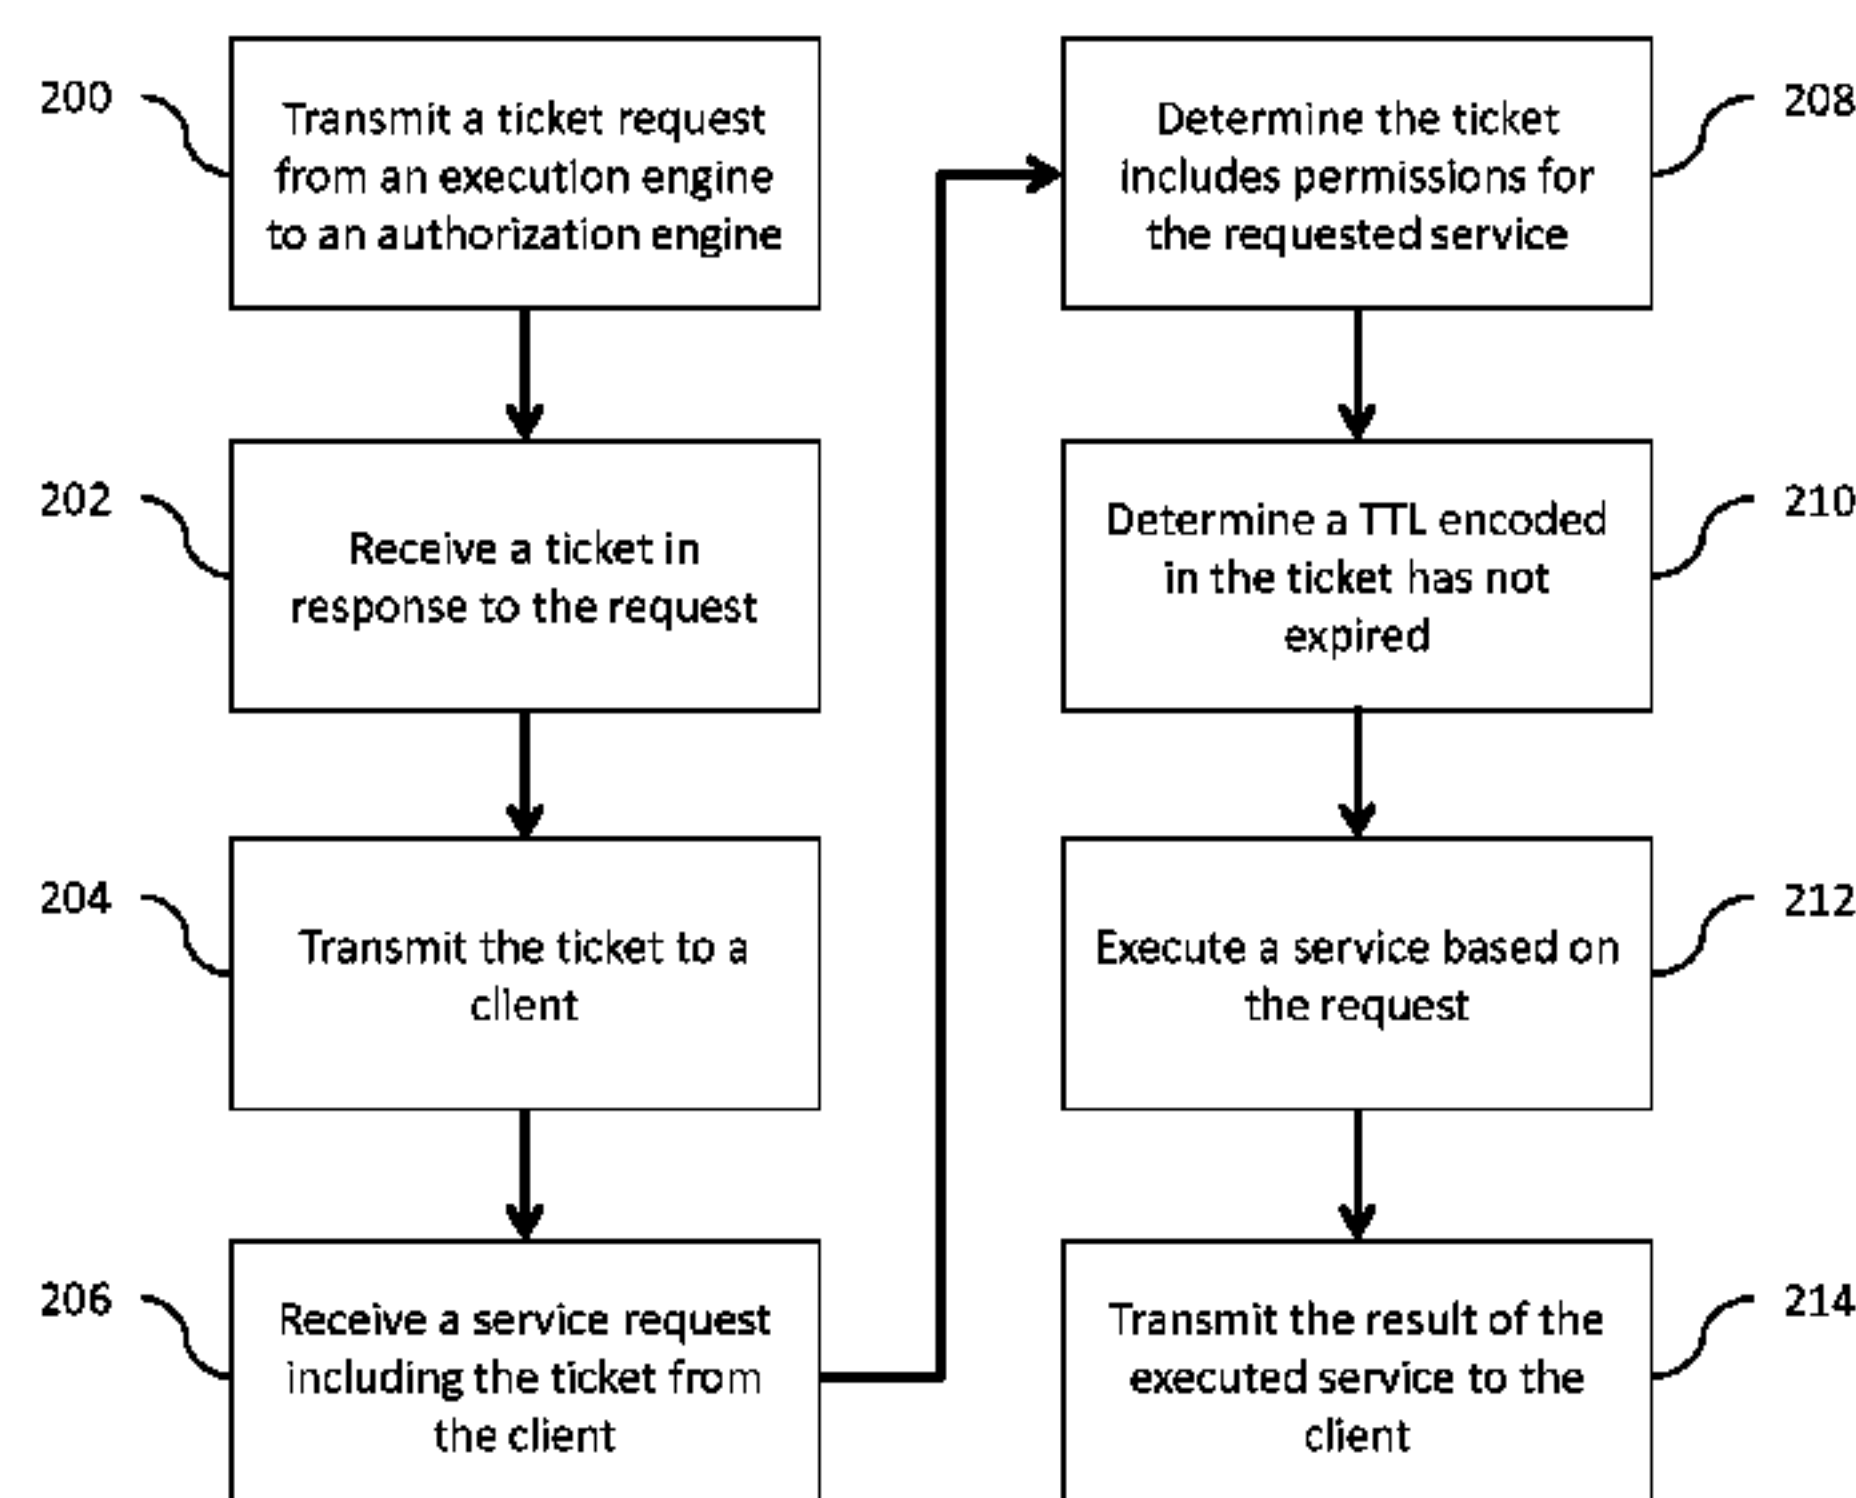 200
Transmit a ticket request
from an execution engine
to an authorization engine
202
Receive a ticket in
response to the request
204
Transmit the ticket to a
client
206
Receive a service request
including the ticket from
the client
208
Determine the ticket
includes permissions for
the requested service
210
Determine a TTL encoded
in the ticket has not
expired
212
Execute a service based on
the request
214
Transmit the result of the
executed service to the
client